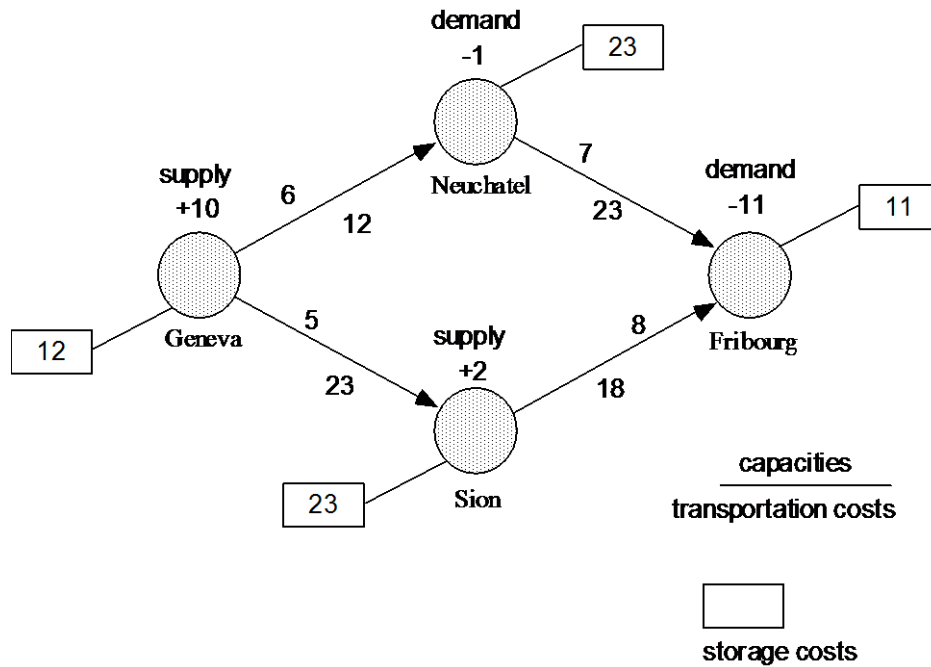 demand
-1
23
supply
+10
6
12
Neuchatel
7
23
demand
-11
11
Geneva
12
5
23
supply
+2
8
18
Fribourg
Sion
23
capacities
transportation costs
storage costs